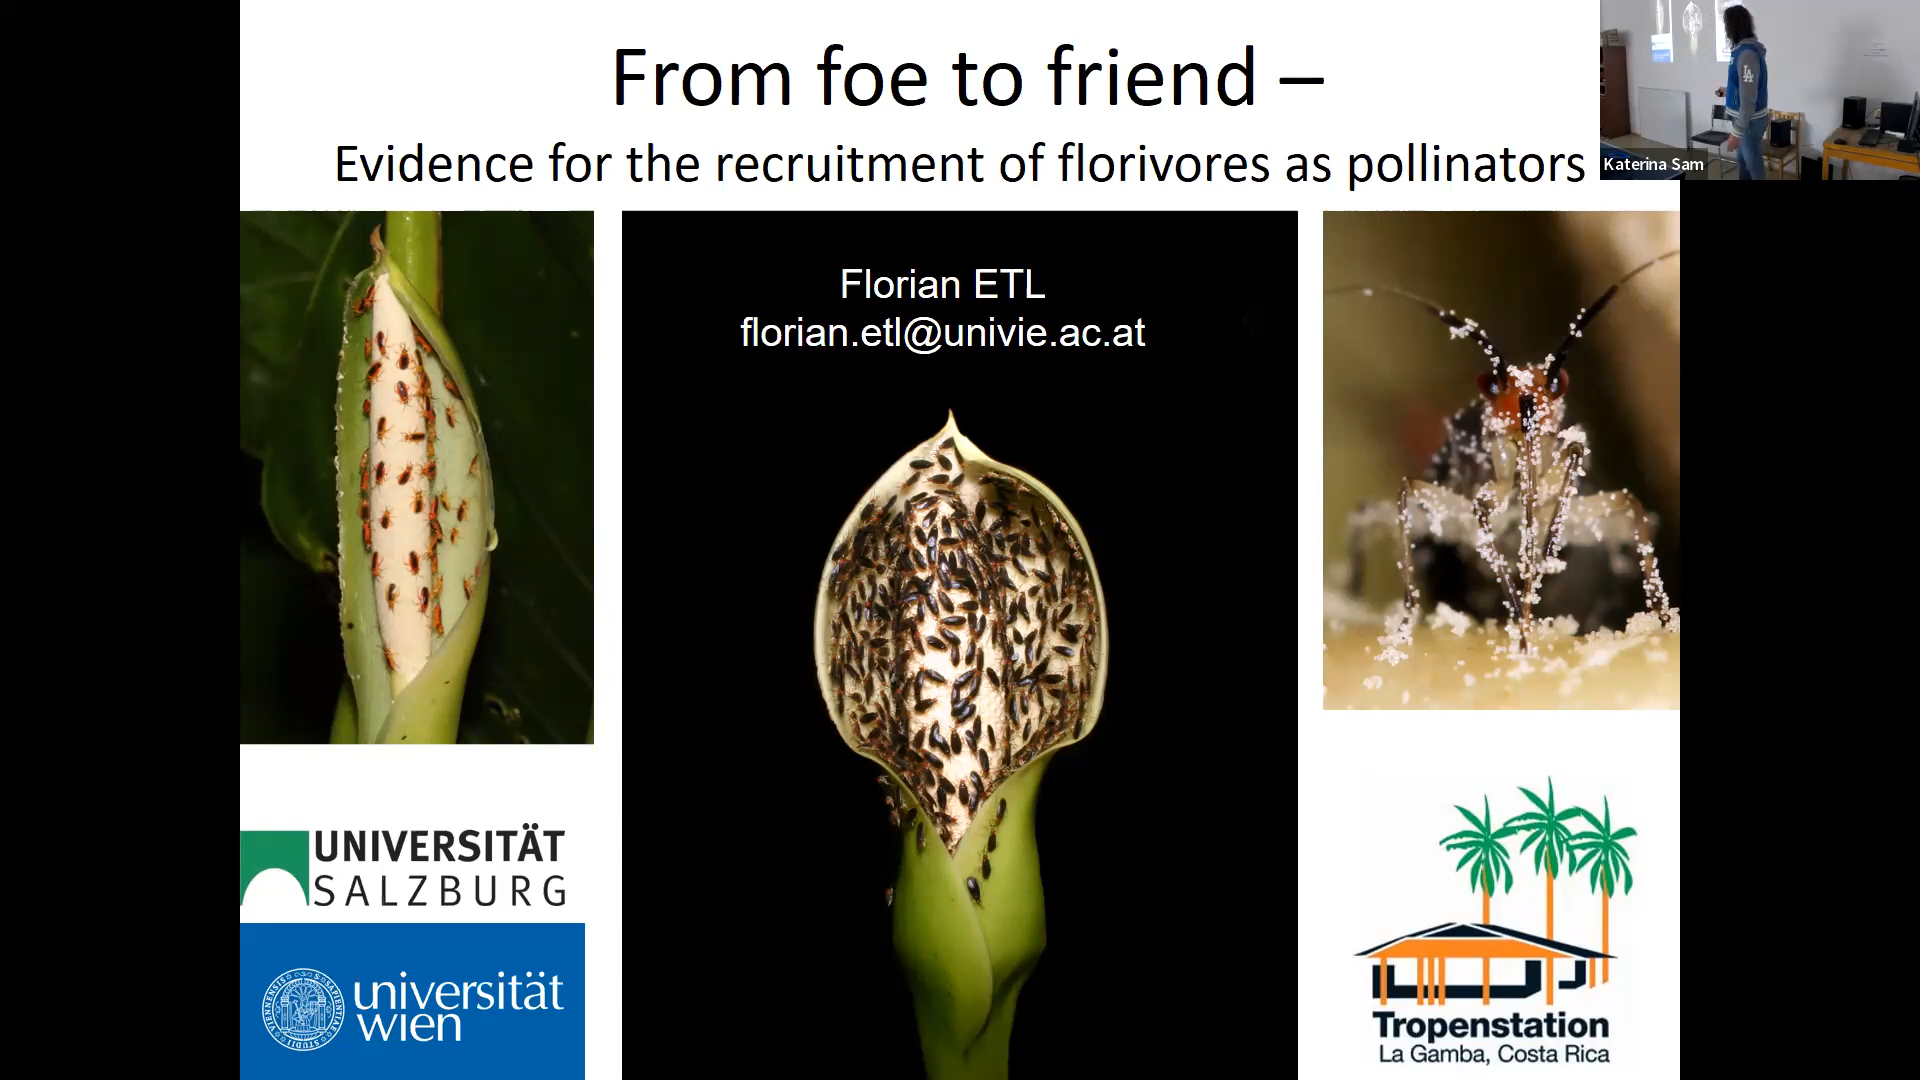 From foe to friend –
Evidence for the recruitment of florivores as pollinators
Katerina Sam
LA
Florian ETL
florian.etl@univie.ac.at
UNIVERSITÄT
SALZBURG
universität
wien
Tropenstation
La Gamba, Costa Rica